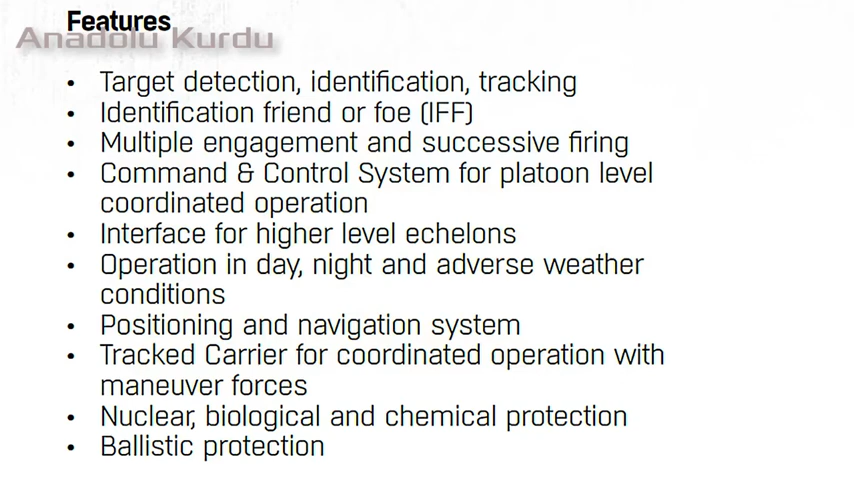 Features
Anadolu Kurdu
• Target detection, identification, tracking
• Identification friend or foe (IFF)
• Multiple engagement and successive firing
• Command & Control System for platoon level
coordinated operation
• Interface for higher level echelons
• Operation in day, night and adverse weather
conditions
• Positioning and navigation system
• Tracked Carrier for coordinated operation with
maneuver forces
• Nuclear, biological and chemical protection
• Ballistic protection